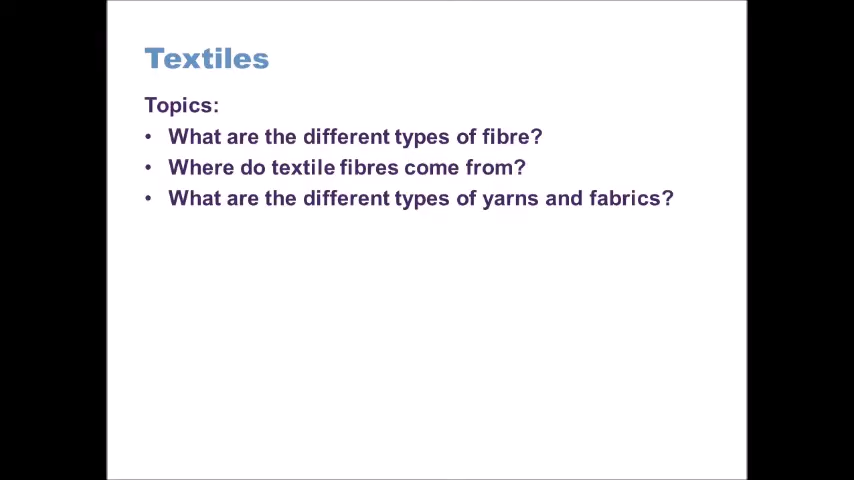 Textiles
Topics:
• What are the different types of fibre?
• Where do textile fibres come from?
• What are the different types of yarns and fabrics?